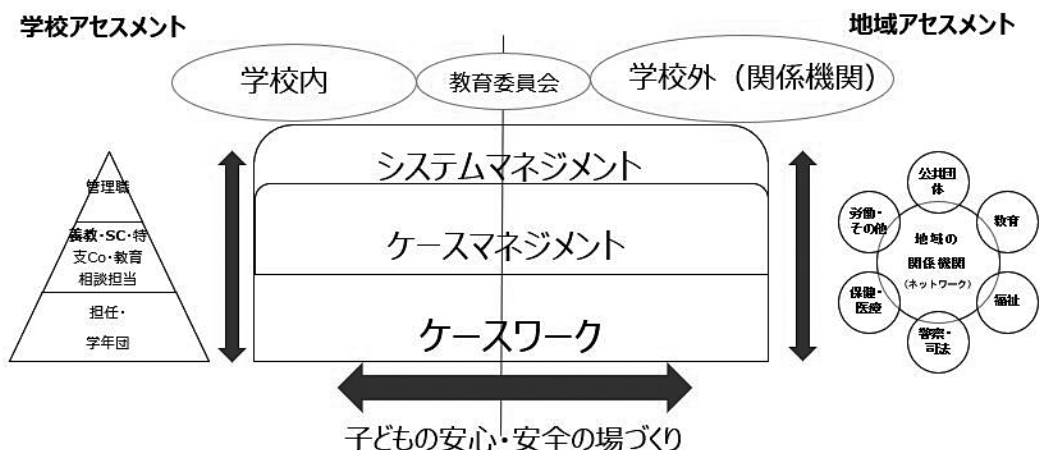 学校アセスメント
地域アセスメント
学校内
教育委員会
学校外（関係機関）
システムマネジメント
ケースマネジメント
ケースワーク
子どもの安心・安全の場づくり
管理職
養教・SC・特
支Co・教育
相談担当
担任・
学年団
公共団
体
労働・
その他
教育
地域の
関係機関
（ネットワーク）
保健・
医療
福祉
警察・
司法